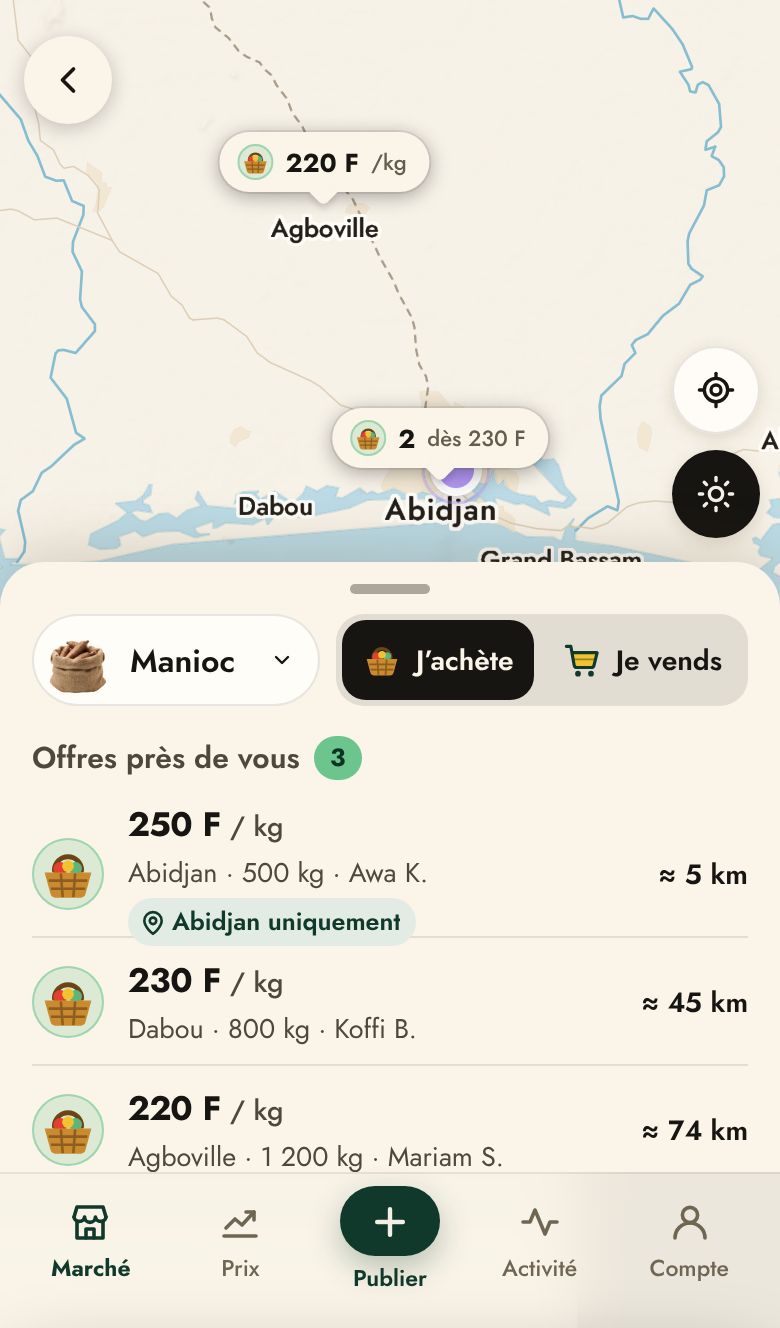 220 F /kg
Agboville
2 dès 230 F
Dabou
Abidjan
Grand Bassam
Manioc
J’achète
Je vends
Offres près de vous 3
250 F / kg
Abidjan · 500 kg · Awa K.
≈ 5 km
Abidjan uniquement
230 F / kg
Dabou · 800 kg · Koffi B.
≈ 45 km
220 F / kg
Agboville · 1 200 kg · Mariam S.
≈ 74 km
Marché
Prix
Publier
Activité
Compte